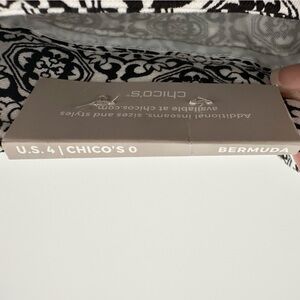 chico's
Additional inseams, sizes and styles
available at chicos.com
U.S. 4 | CHICO'S 0 BERMUDA